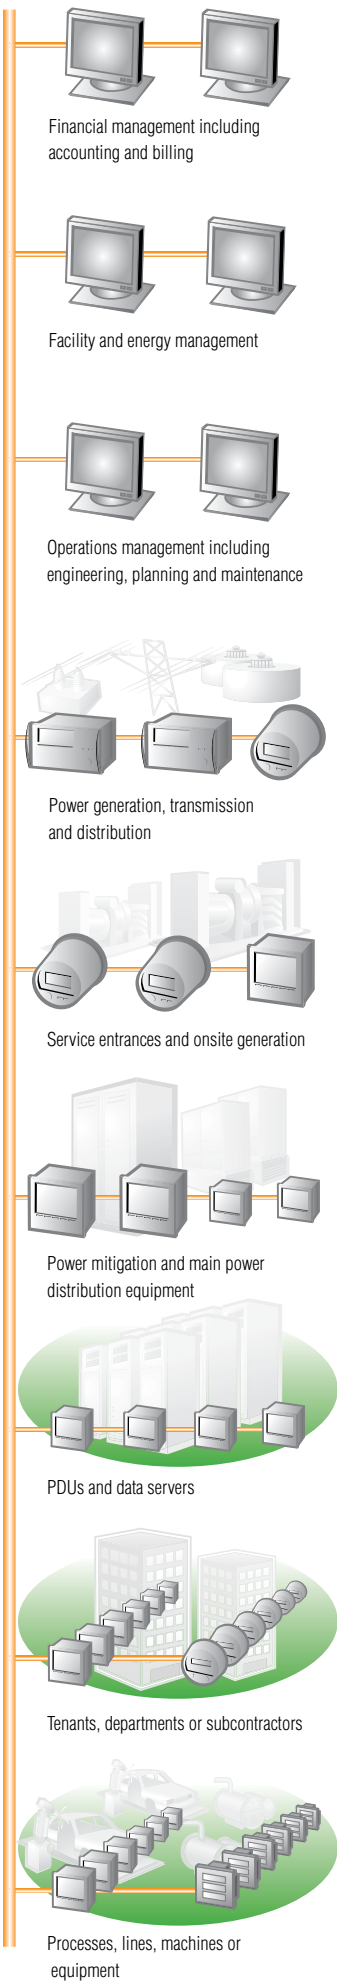 Financial management including
accounting and billing
Facility and energy management
Operations management including
engineering, planning and maintenance
Power generation, transmission
and distribution
Service entrances and onsite generation
Power mitigation and main power
distribution equipment
PDUs and data servers
Tenants, departments or subcontractors
Processes, lines, machines or
equipment